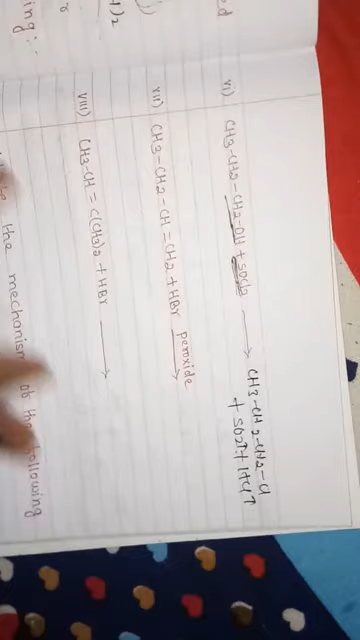 vi) CH3-CH2-CH2-OH + SOCl2 ⟶ CH3-CH2-CH2-Cl
+ SO2↑ + HCl↑
vii) CH3-CH2-CH=CH2 + HBr peroxide⟶
viii) CH3-CH=C(CH3)2 + HBr ⟶
the mechanism of the following